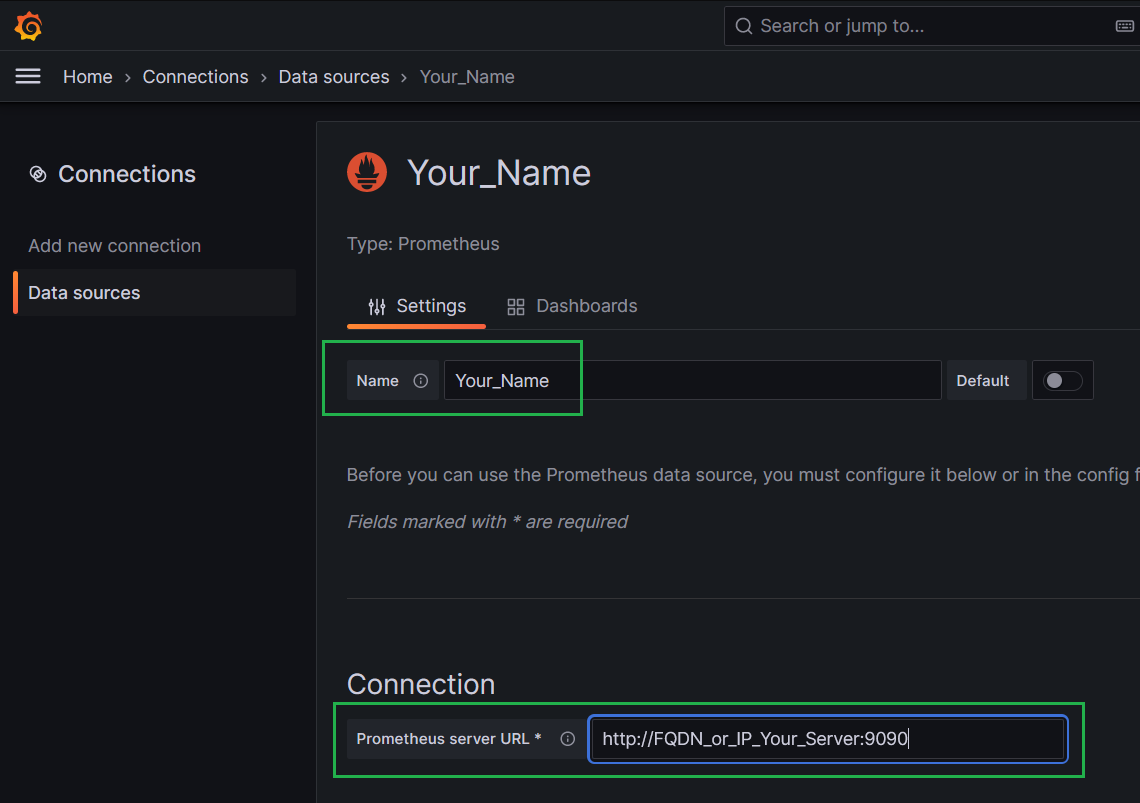 Search or jump to...
Home › Connections › Data sources › Your_Name
Connections
Add new connection
Data sources
Your_Name
Type: Prometheus
Settings Dashboards
Name Your_Name Default
Before you can use the Prometheus data source, you must configure it below or in the config f
Fields marked with * are required
Connection
Prometheus server URL * http://FQDN_or_IP_Your_Server:9090